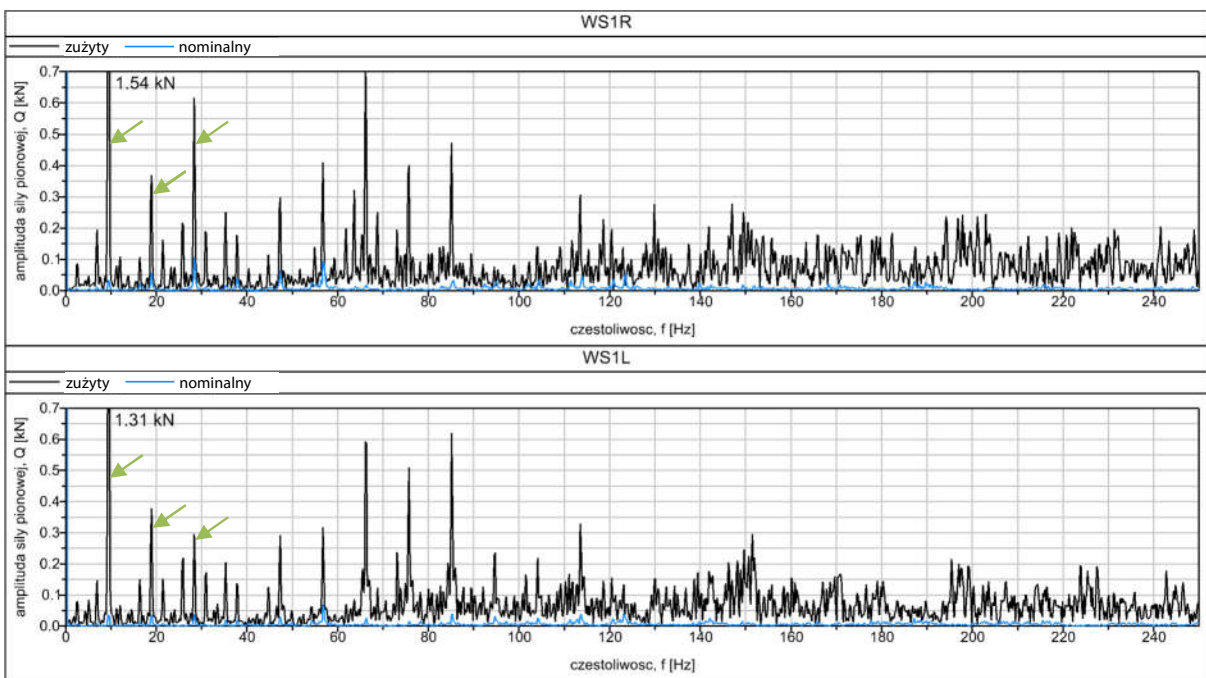 WS1R
zużyty nominalny
amplituda sily pionowej, Q [kN]
0.7
0.6
0.5
0.4
0.3
0.2
0.1
0.0
1.54 kN
0 20 40 60 80 100 120 140 160 180 200 220 240
czestoliwosc, f [Hz]
WS1L
zużyty nominalny
amplituda sily pionowej, Q [kN]
0.7
0.6
0.5
0.4
0.3
0.2
0.1
0.0
1.31 kN
0 20 40 60 80 100 120 140 160 180 200 220 240
czestoliwosc, f [Hz]